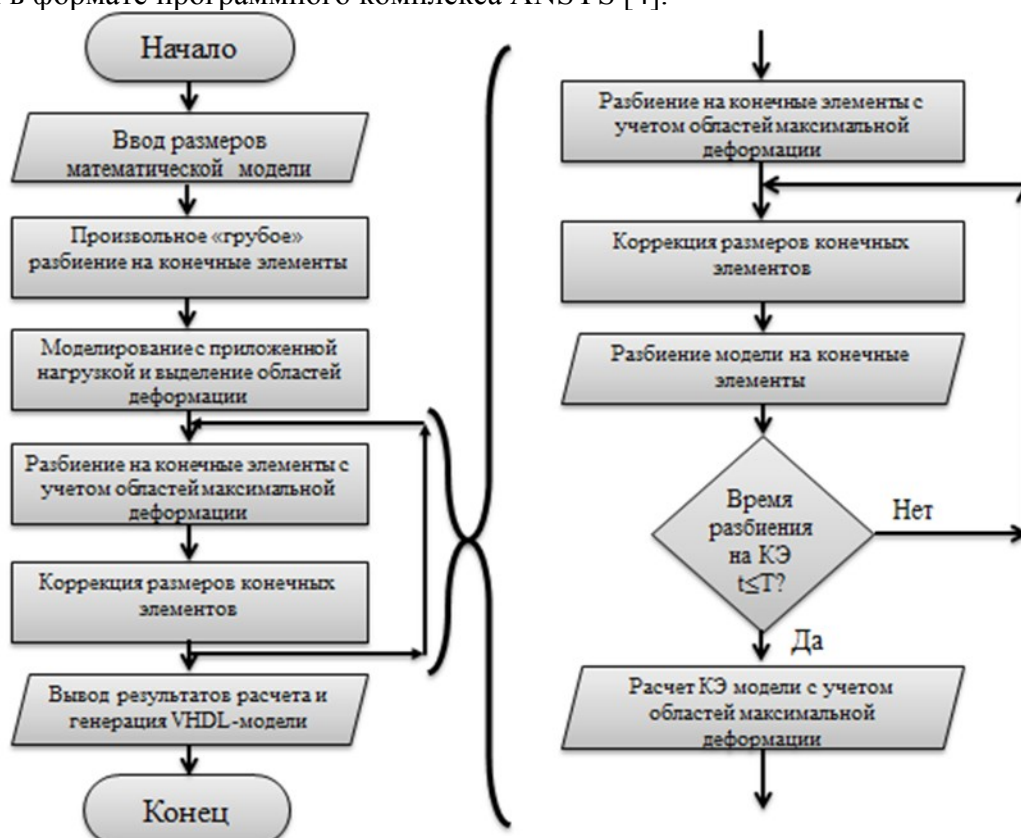 в формате программного комплекса ANSYS [4].
Начало
Ввод размеров
математической модели
Произвольное «грубое»
разбиение на конечные элементы
Моделирование с приложенной
нагрузкой и выделение областей
деформации
Разбиение на конечные элементы с
учетом областей максимальной
деформации
Коррекция размеров конечных
элементов
Вывод результатов расчета и
генерация VHDL-модели
Конец
Разбиение на конечные элементы с
учетом областей максимальной
деформации
Коррекция размеров конечных
элементов
Разбиение модели на конечные
элементы
Время
разбиения
на КЭ
t≤T?
Нет
Да
Расчет КЭ модели с учетом
областей максимальной
деформации